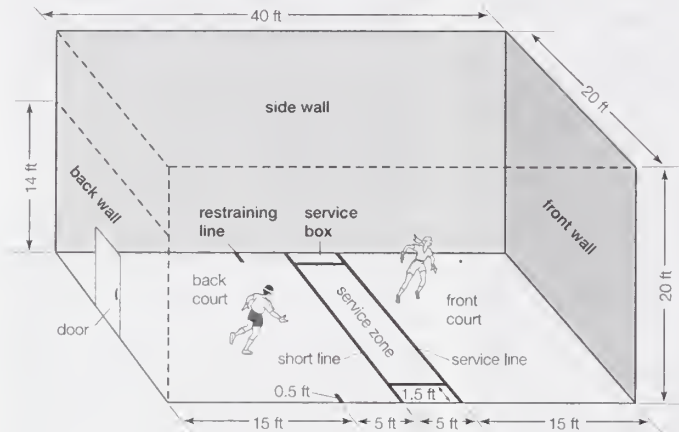 40 ft
20 ft
side wall
14 ft
back wall
restraining
line
service
box
front wall
20 ft
back
court
service zone
front
court
door
short line
service line
0.5 ft
1.5 ft
15 ft
5 ft
5 ft
15 ft